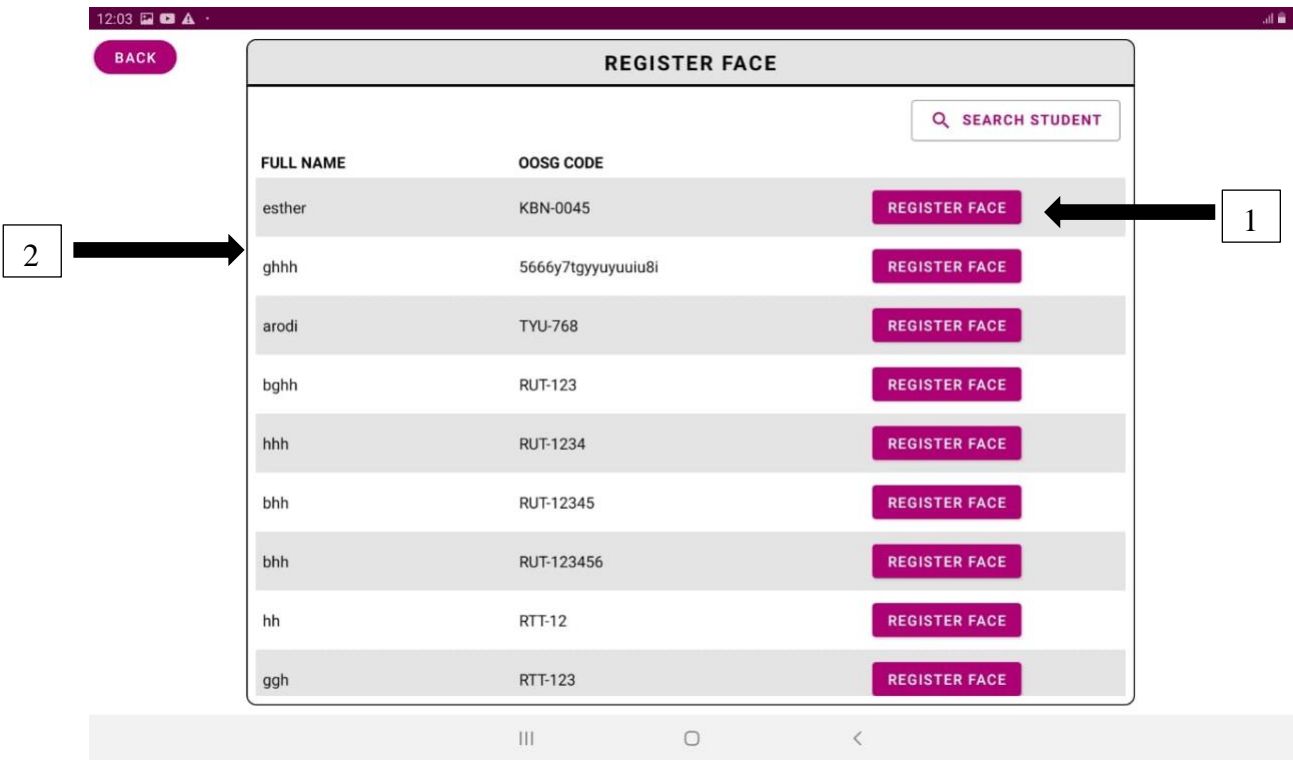 12:03
BACK
REGISTER FACE
SEARCH STUDENT
FULL NAME OOSG CODE
esther KBN-0045 REGISTER FACE
1
2
ghhh 5666y7tgyyuyuuiu8i REGISTER FACE
arodi TYU-768 REGISTER FACE
bghh RUT-123 REGISTER FACE
hhh RUT-1234 REGISTER FACE
bhh RUT-12345 REGISTER FACE
bhh RUT-123456 REGISTER FACE
hh RTT-12 REGISTER FACE
ggh RTT-123 REGISTER FACE